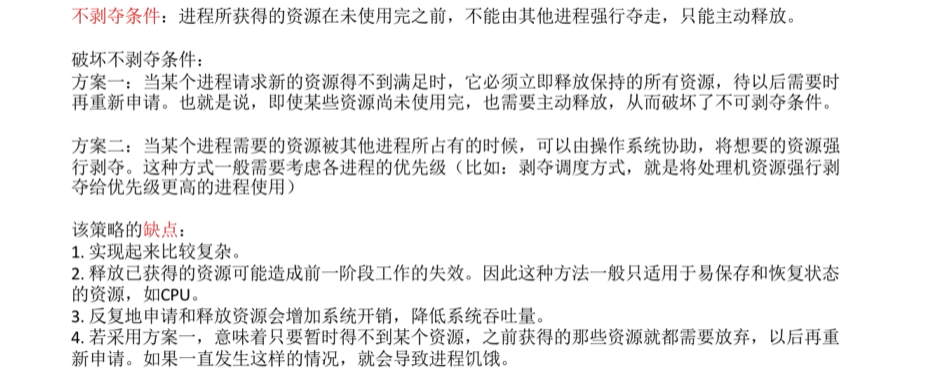 不剥夺条件：进程所获得的资源在未使用完之前，不能由其他进程强行夺走，只能主动释放。
破坏不剥夺条件：
方案一：当某个进程请求新的资源得不到满足时，它必须立即释放保持的所有资源，待以后需要时
再重新申请。也就是说，即使某些资源尚未使用完，也需要主动释放，从而破坏了不可剥夺条件。
方案二：当某个进程需要的资源被其他进程所占有的时候，可以由操作系统协助，将想要的资源强
行剥夺。这种方式一般需要考虑各进程的优先级（比如：剥夺调度方式，就是将处理机资源强行剥
夺给优先级更高的进程使用）
该策略的缺点：
1. 实现起来比较复杂。
2. 释放已获得的资源可能造成前一阶段工作的失效。因此这种方法一般只适用于易保存和恢复状态
的资源，如CPU。
3. 反复地申请和释放资源会增加系统开销，降低系统吞吐量。
4. 若采用方案一，意味着只要暂时得不到某个资源，之前获得的那些资源就都需要放弃，以后再重
新申请。如果一直发生这样的情况，就会导致进程饥饿。